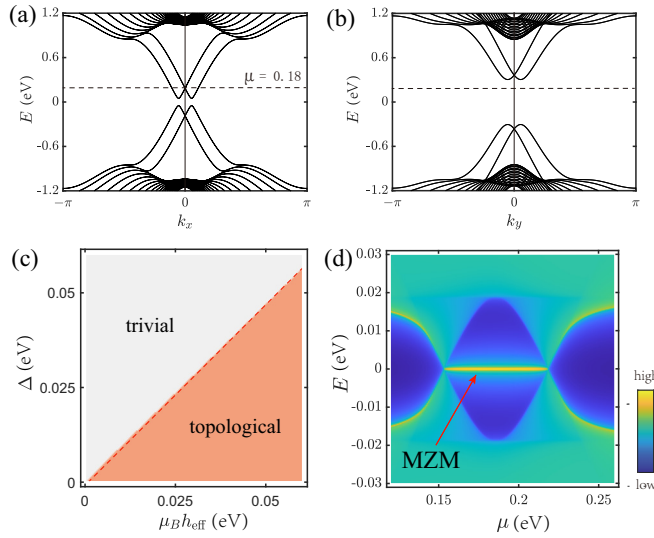 (a)
1.2
0.6
0
-0.6
-1.2
E (eV)
μ = 0.18
−π
0
π
k_x
(b)
1.2
0.6
0
-0.6
-1.2
E (eV)
−π
0
π
k_y
(c)
0.05
0.025
0
Δ (eV)
trivial
topological
0
0.025
0.05
μ_B h_eff (eV)
(d)
0.03
0.02
0.01
0
-0.01
-0.02
-0.03
E (eV)
MZM
0.15
0.2
0.25
μ (eV)
high
low